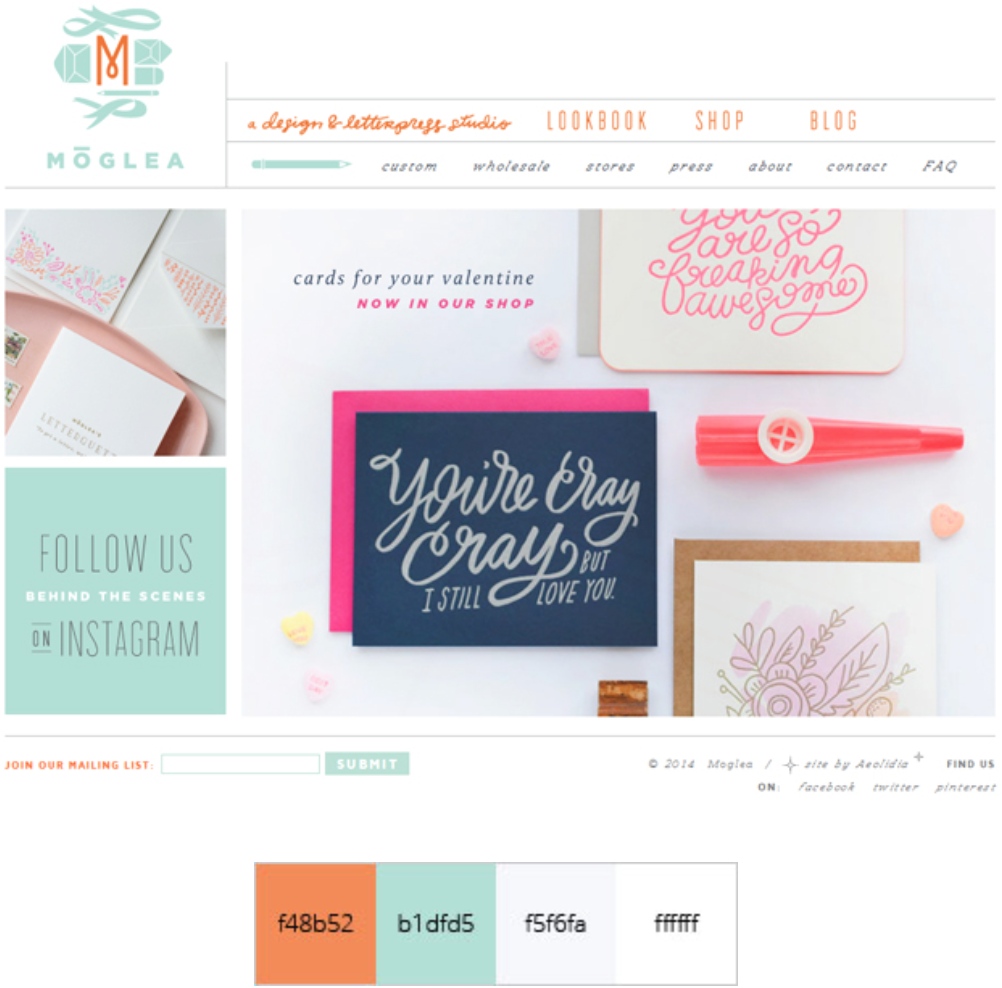 M
MŌGLEA
a design & letterpress studio LOOKBOOK SHOP BLOG
custom wholesale stores press about contact FAQ
cards for your valentine
NOW IN OUR SHOP
You
are so
freaking
awesome
MŌGLEA'S
You're Cray
Cray BUT
I STILL LOVE YOU.
FOLLOW US
BEHIND THE SCENES
ON INSTAGRAM
JOIN OUR MAILING LIST: SUBMIT
© 2014 Moglea / site by Aeolidia FIND US
ON: facebook twitter pinterest
f48b52 b1dfd5 f5f6fa ffffff